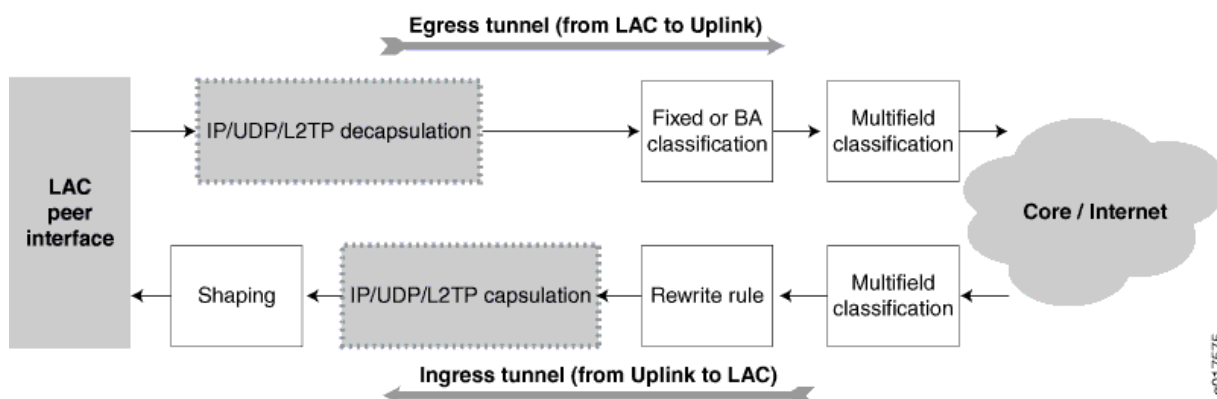 Egress tunnel (from LAC to Uplink)
IP/UDP/L2TP decapsulation
Fixed or BA
classification
Multifield
classification
LAC
peer
interface
Core / Internet
Shaping
IP/UDP/L2TP capsulation
Rewrite rule
Multifield
classification
Ingress tunnel (from Uplink to LAC)
g017575